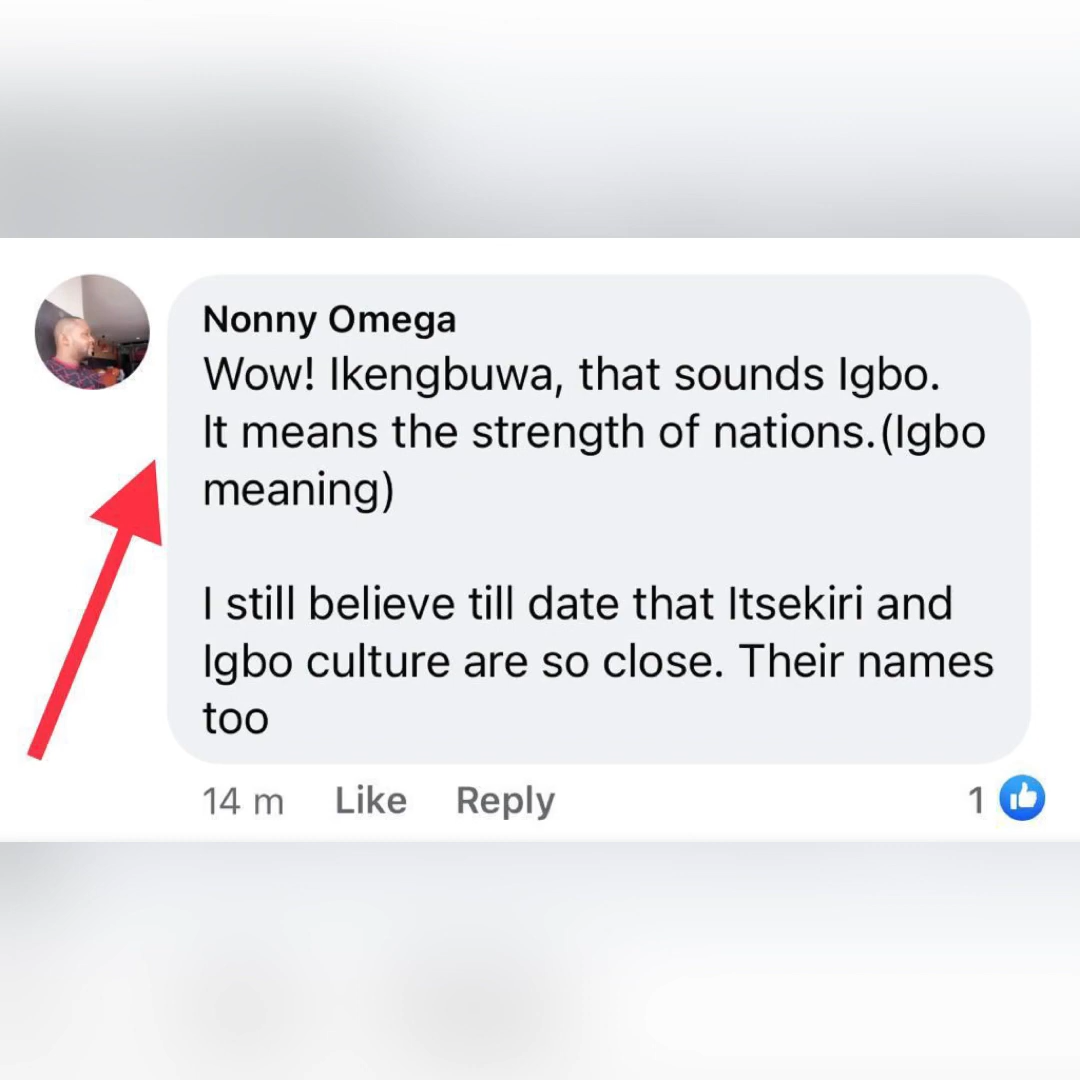 Nonny Omega
Wow! Ikengbuwa, that sounds Igbo.
It means the strength of nations.(Igbo
meaning)
I still believe till date that Itsekiri and
Igbo culture are so close. Their names
too
14 m Like Reply 1